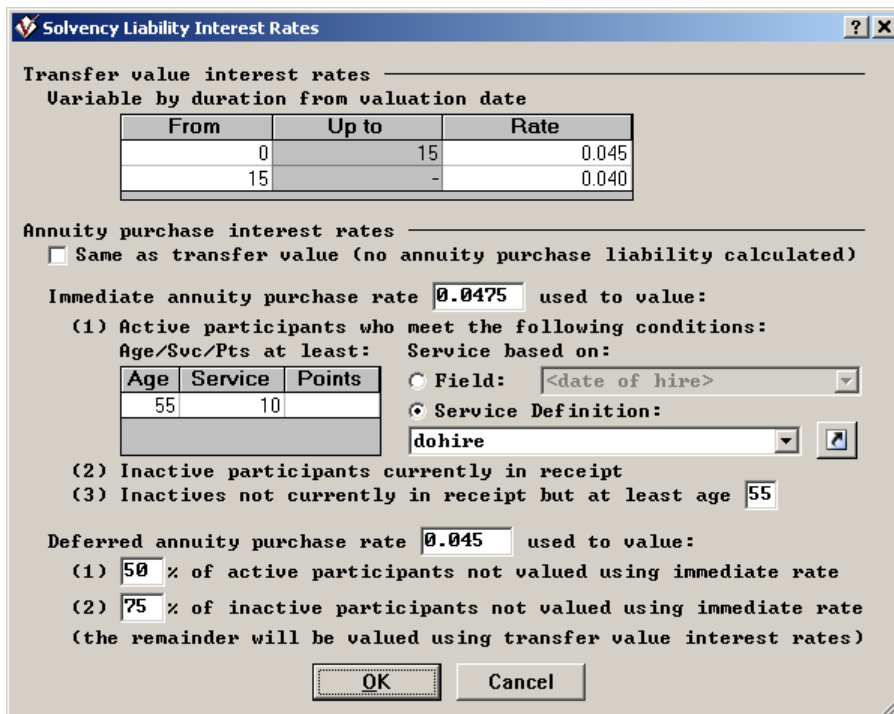 Solvency Liability Interest Rates
Transfer value interest rates
Variable by duration from valuation date
From Up to Rate
0 15 0.045
15 - 0.040
Annuity purchase interest rates
Same as transfer value (no annuity purchase liability calculated)
Immediate annuity purchase rate 0.0475 used to value:
(1) Active participants who meet the following conditions:
Age/Svc/Pts at least: Service based on:
Age Service Points Field: <date of hire>
55 10 Service Definition:
dohire
(2) Inactive participants currently in receipt
(3) Inactives not currently in receipt but at least age 55
Deferred annuity purchase rate 0.045 used to value:
(1) 50 % of active participants not valued using immediate rate
(2) 75 % of inactive participants not valued using immediate rate
(the remainder will be valued using transfer value interest rates)
OK Cancel